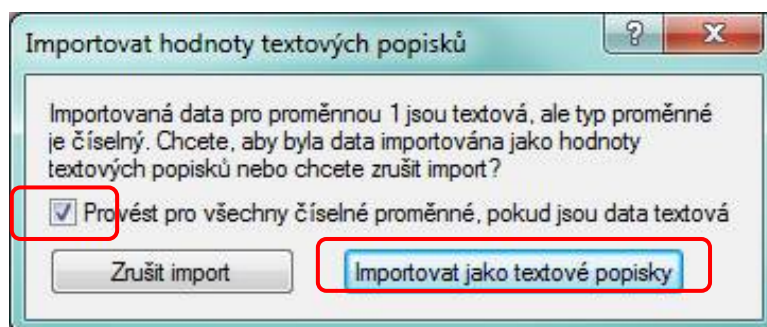 Importovat hodnoty textových popisků
Importovaná data pro proměnnou 1 jsou textová, ale typ proměnné
je číselný. Chcete, aby byla data importována jako hodnoty
textových popisků nebo chcete zrušit import?
Provést pro všechny číselné proměnné, pokud jsou data textová
Zrušit import
Importovat jako textové popisky